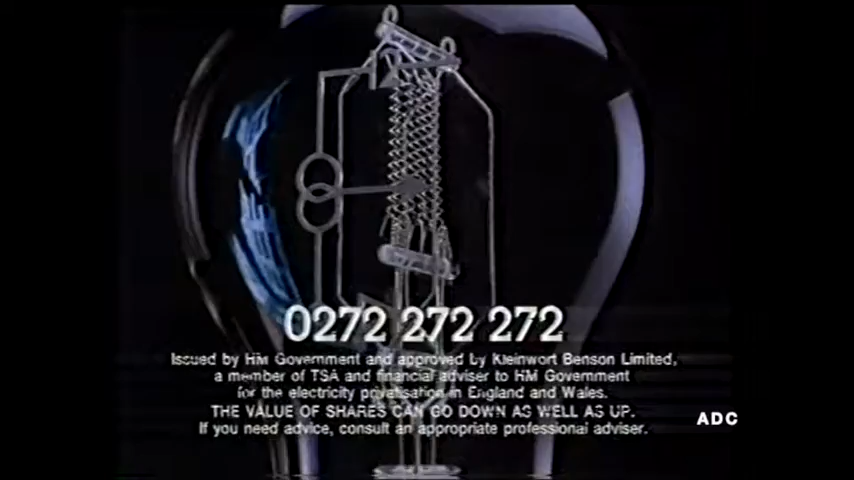 0272 272 272
Issued by HM Government and approved by Kleinwort Benson Limited,
a member of TSA and financial adviser to HM Government
for the electricity privatisation in England and Wales.
THE VALUE OF SHARES CAN GO DOWN AS WELL AS UP.
If you need advice, consult an appropriate professional adviser.
ADC